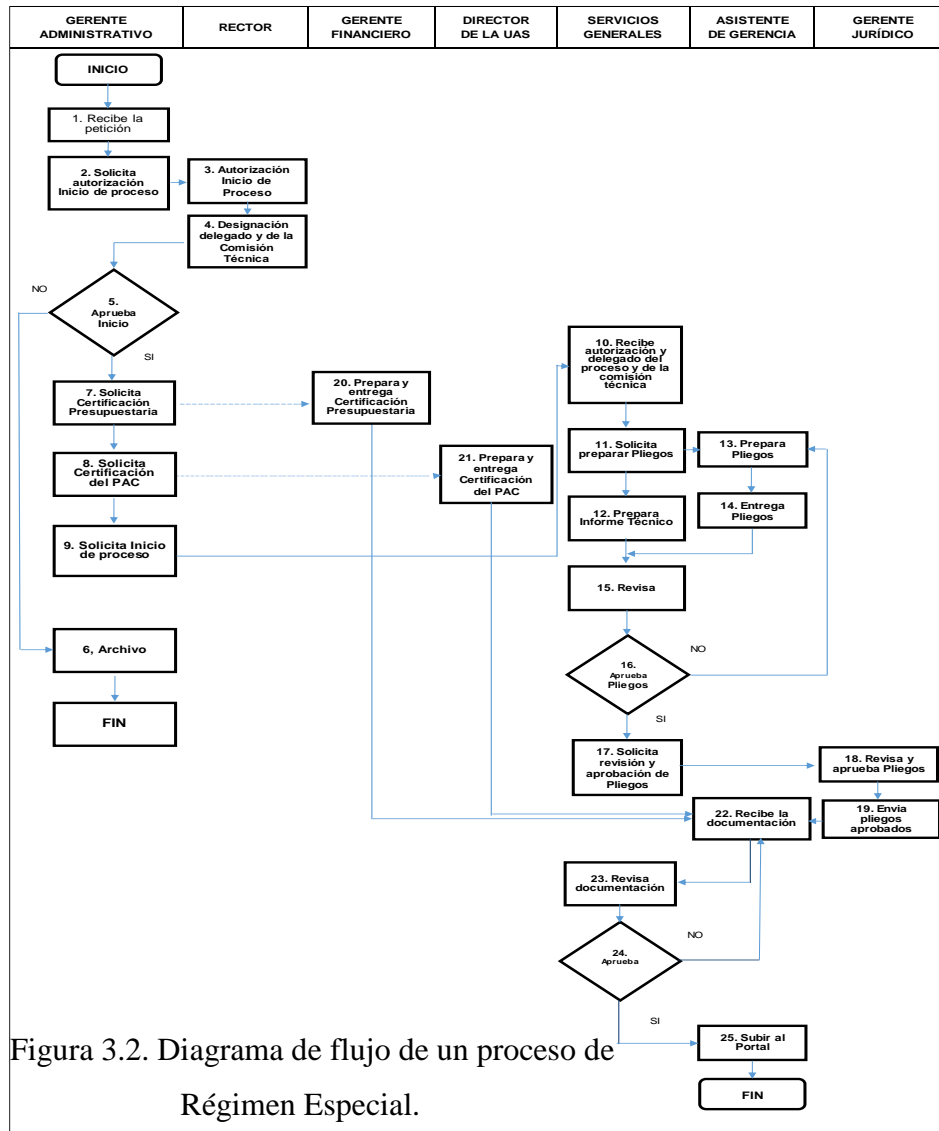 GERENTE
ADMINISTRATIVO
RECTOR
GERENTE
FINANCIERO
DIRECTOR
DE LA UAS
SERVICIOS
GENERALES
ASISTENTE
DE GERENCIA
GERENTE
JURÍDICO
INICIO
1. Recibe la
petición
2. Solicita
autorización
Inicio de proceso
3. Autorización
Inicio de
Proceso
4. Designación
delegado y de la
Comisión
Técnica
NO
5.
Aprueba
Inicio
SI
7. Solicita
Certificación
Presupuestaria
20. Prepara y
entrega
Certificación
Presupuestaria
10. Recibe
autorización y
delegado del
proceso y de la
comisión
técnica
8. Solicita
Certificación
del PAC
21. Prepara y
entrega
Certificación
del PAC
11. Solicita
preparar Pliegos
13. Prepara
Pliegos
9. Solicita Inicio
de proceso
12. Prepara
Informe Técnico
14. Entrega
Pliegos
15. Revisa
6, Archivo
16.
Aprueba
Pliegos
NO
SI
FIN
17. Solicita
revisión y
aprobación de
Pliegos
18. Revisa y
aprueba Pliegos
22. Recibe la
documentación
19. Envia
pliegos
aprobados
23. Revisa
documentación
24.
Aprueba
NO
SI
25. Subir al
Portal
FIN
Figura 3.2. Diagrama de flujo de un proceso de
Régimen Especial.